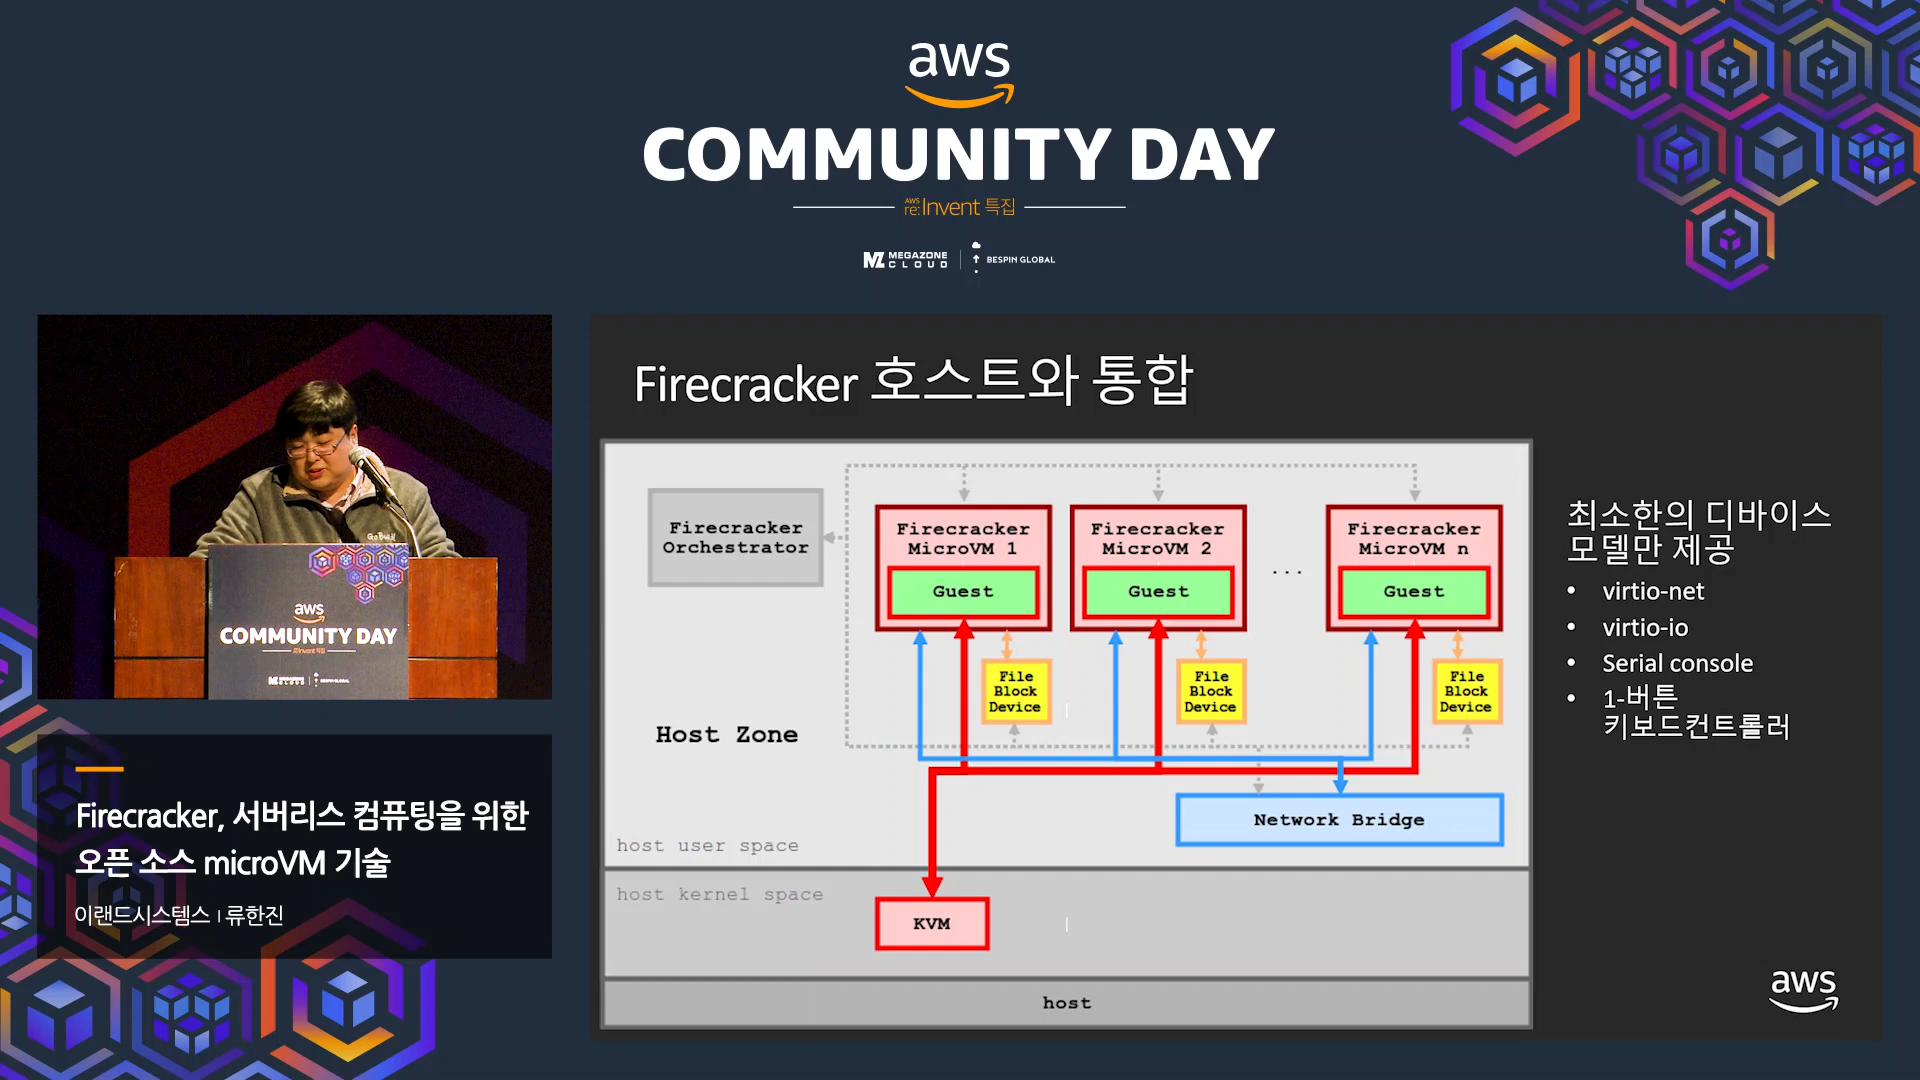 aws
COMMUNITY DAY
AWS re:Invent 특집
MEGAZONE CLOUD | BESPIN GLOBAL
Go Build
aws
COMMUNITY DAY
MEGAZONE CLOUD | BESPIN GLOBAL
Firecracker, 서버리스 컴퓨팅을 위한
오픈 소스 microVM 기술
이랜드시스템스 | 류한진
Firecracker 호스트와 통합
Firecracker
Orchestrator
Firecracker
MicroVM 1
Guest
Firecracker
MicroVM 2
Guest
...
Firecracker
MicroVM n
Guest
File
Block
Device
File
Block
Device
File
Block
Device
Host Zone
Network Bridge
host user space
host kernel space
KVM
host
최소한의 디바이스
모델만 제공
• virtio-net
• virtio-io
• Serial console
• 1-버튼
키보드컨트롤러
aws